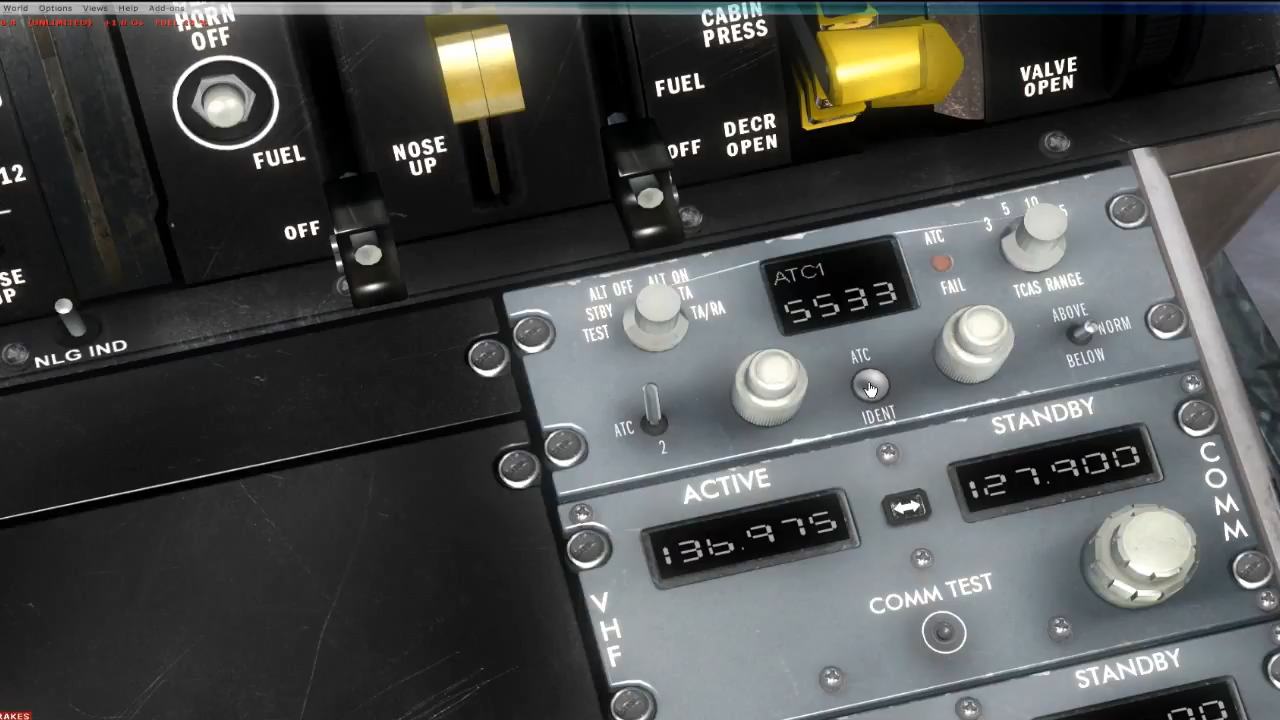 World Options Views Help Add-ons
HORN
OFF
FUEL
OFF
NOSE
UP
CABIN
PRESS
FUEL
OFF
DECR
OPEN
VALVE
OPEN
12
NLG IND
ALT OFF
ALT ON
STBY
TA
TEST
TA/RA
ATC1
5533
ATC
FAIL
3
5
10
TCAS RANGE
ABOVE
NORM
BELOW
ATC
2
ATC
IDENT
ACTIVE
136.975
STANDBY
127.900
COMM
VHF
COMM TEST
STANDBY